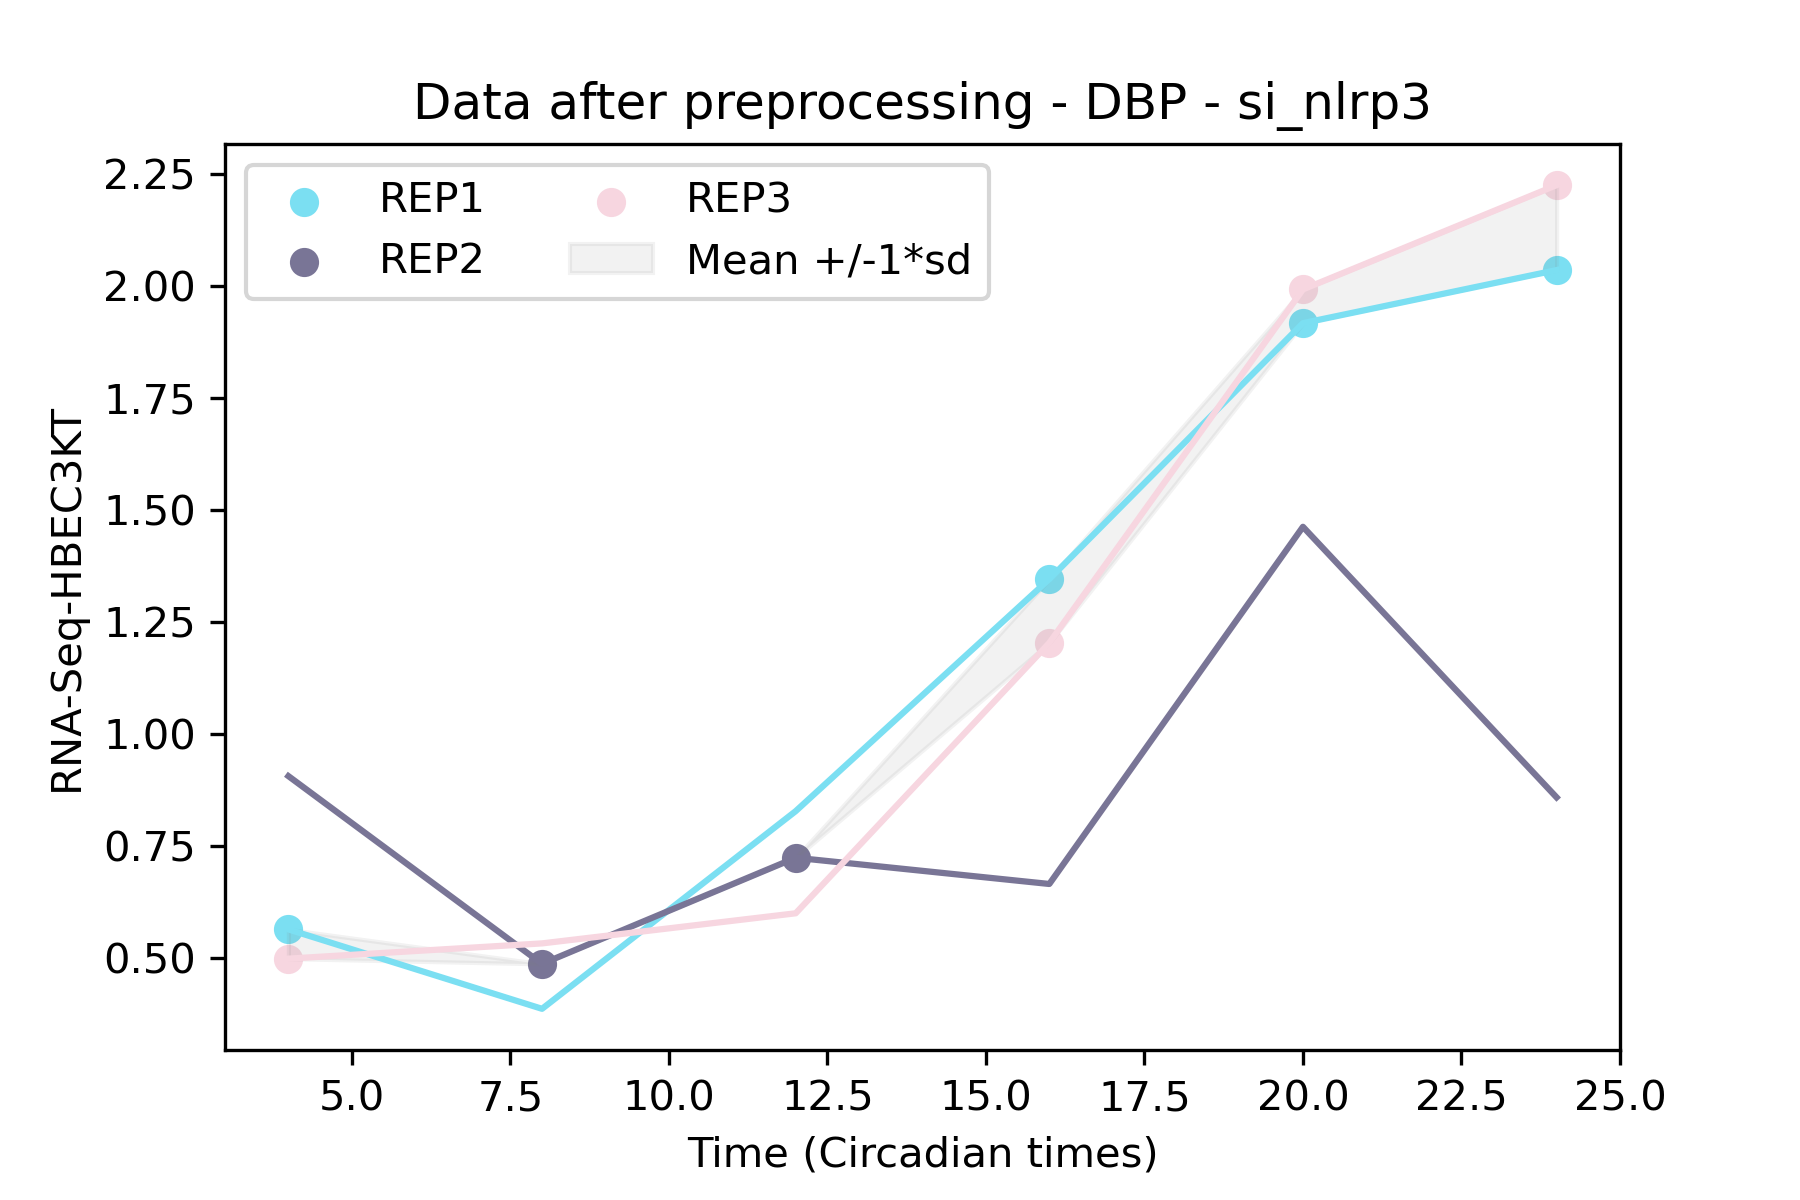 Data after preprocessing - DBP - si_nlrp3
REP1
REP2
REP3
Mean +/-1*sd
RNA-Seq-HBEC3KT
2.25
2.00
1.75
1.50
1.25
1.00
0.75
0.50
5.0 7.5 10.0 12.5 15.0 17.5 20.0 22.5 25.0
Time (Circadian times)